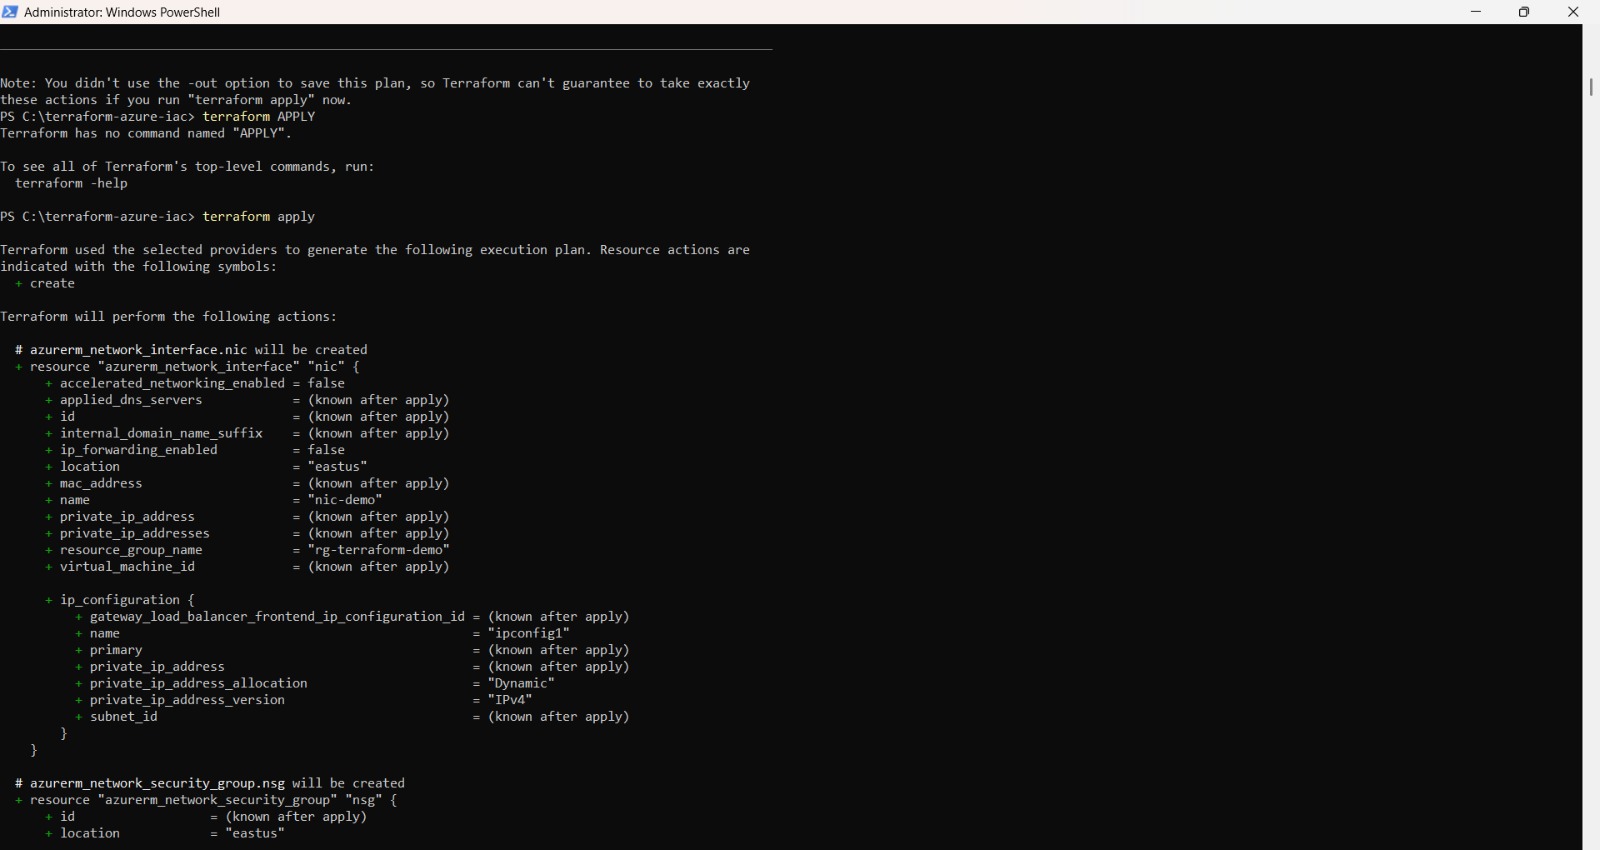 Administrator: Windows PowerShell
Note: You didn't use the -out option to save this plan, so Terraform can't guarantee to take exactly
these actions if you run "terraform apply" now.
PS C:\terraform-azure-iac> terraform APPLY
Terraform has no command named "APPLY".
To see all of Terraform's top-level commands, run:
  terraform -help
PS C:\terraform-azure-iac> terraform apply
Terraform used the selected providers to generate the following execution plan. Resource actions are
indicated with the following symbols:
  + create
Terraform will perform the following actions:
  # azurerm_network_interface.nic will be created
  + resource "azurerm_network_interface" "nic" {
      + accelerated_networking_enabled = false
      + applied_dns_servers            = (known after apply)
      + id                             = (known after apply)
      + internal_domain_name_suffix    = (known after apply)
      + ip_forwarding_enabled          = false
      + location                       = "eastus"
      + mac_address                    = (known after apply)
      + name                           = "nic-demo"
      + private_ip_address             = (known after apply)
      + private_ip_addresses           = (known after apply)
      + resource_group_name            = "rg-terraform-demo"
      + virtual_machine_id             = (known after apply)
      + ip_configuration {
          + gateway_load_balancer_frontend_ip_configuration_id = (known after apply)
          + name                                               = "ipconfig1"
          + primary                                            = (known after apply)
          + private_ip_address                                 = (known after apply)
          + private_ip_address_allocation                      = "Dynamic"
          + private_ip_address_version                         = "IPv4"
          + subnet_id                                          = (known after apply)
        }
    }
  # azurerm_network_security_group.nsg will be created
  + resource "azurerm_network_security_group" "nsg" {
      + id                  = (known after apply)
      + location            = "eastus"